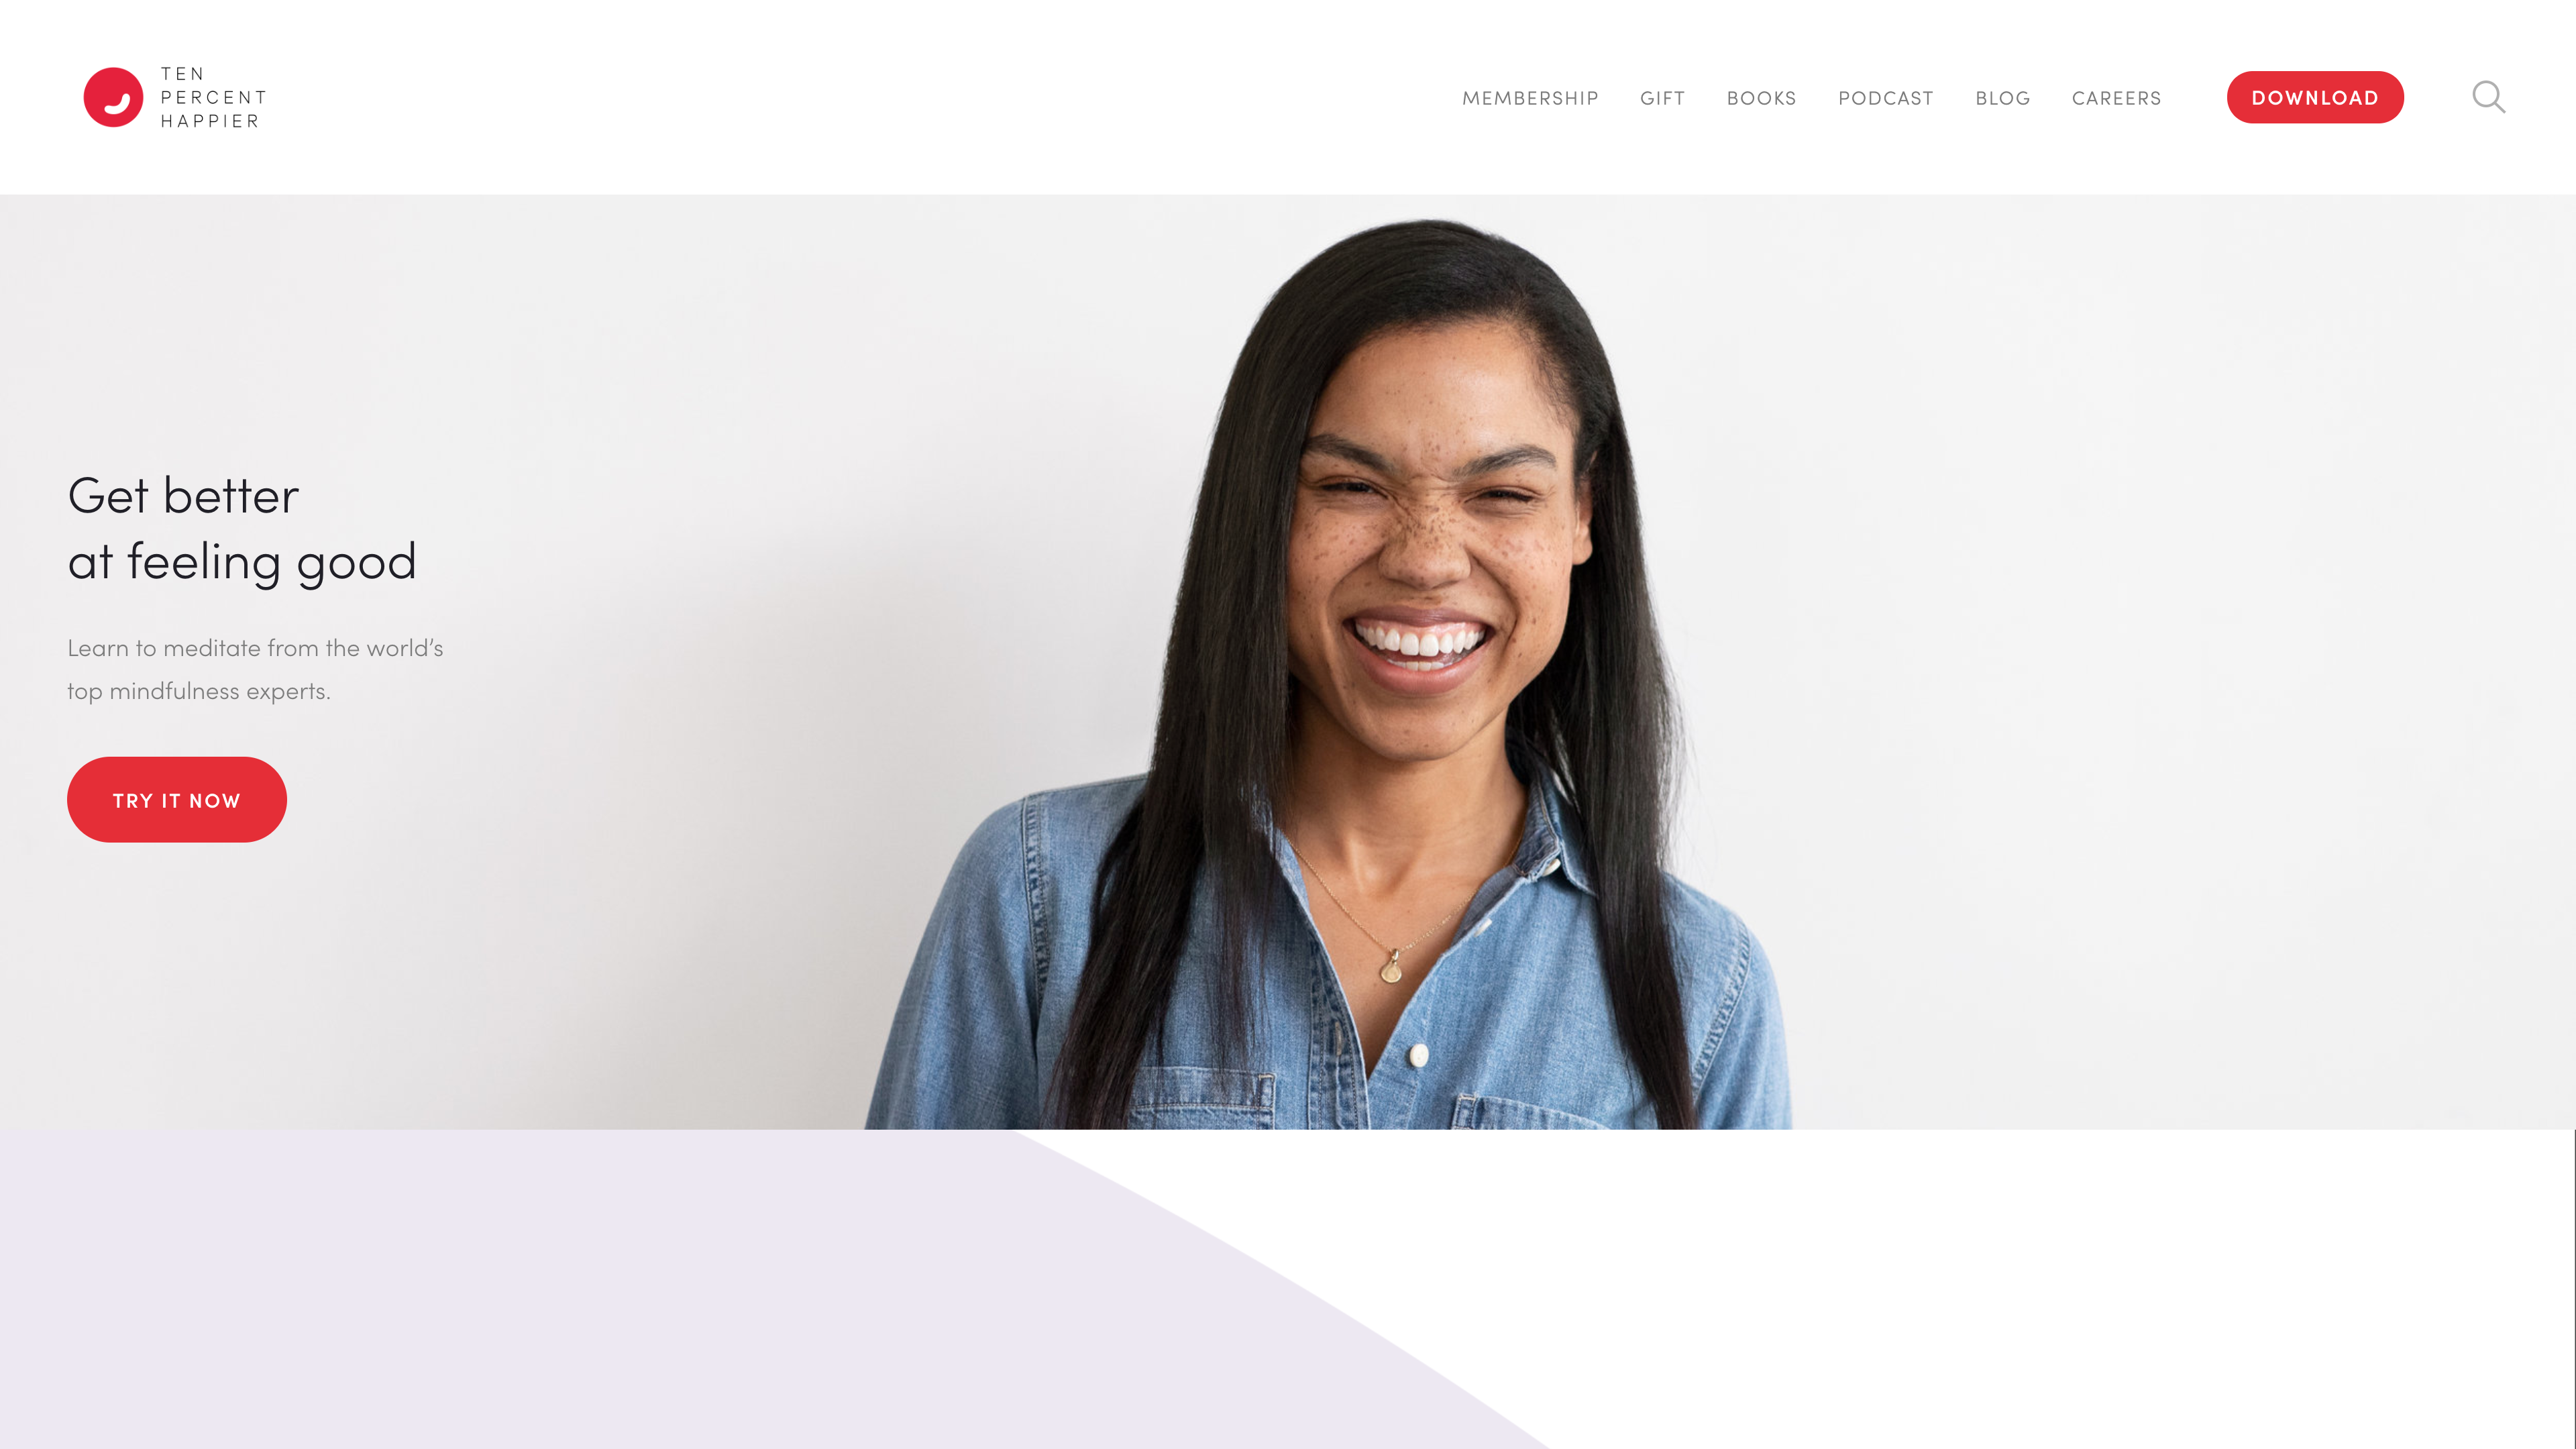 TEN
PERCENT
HAPPIER
MEMBERSHIP GIFT BOOKS PODCAST BLOG CAREERS DOWNLOAD
Get better
at feeling good
Learn to meditate from the world’s
top mindfulness experts.
TRY IT NOW